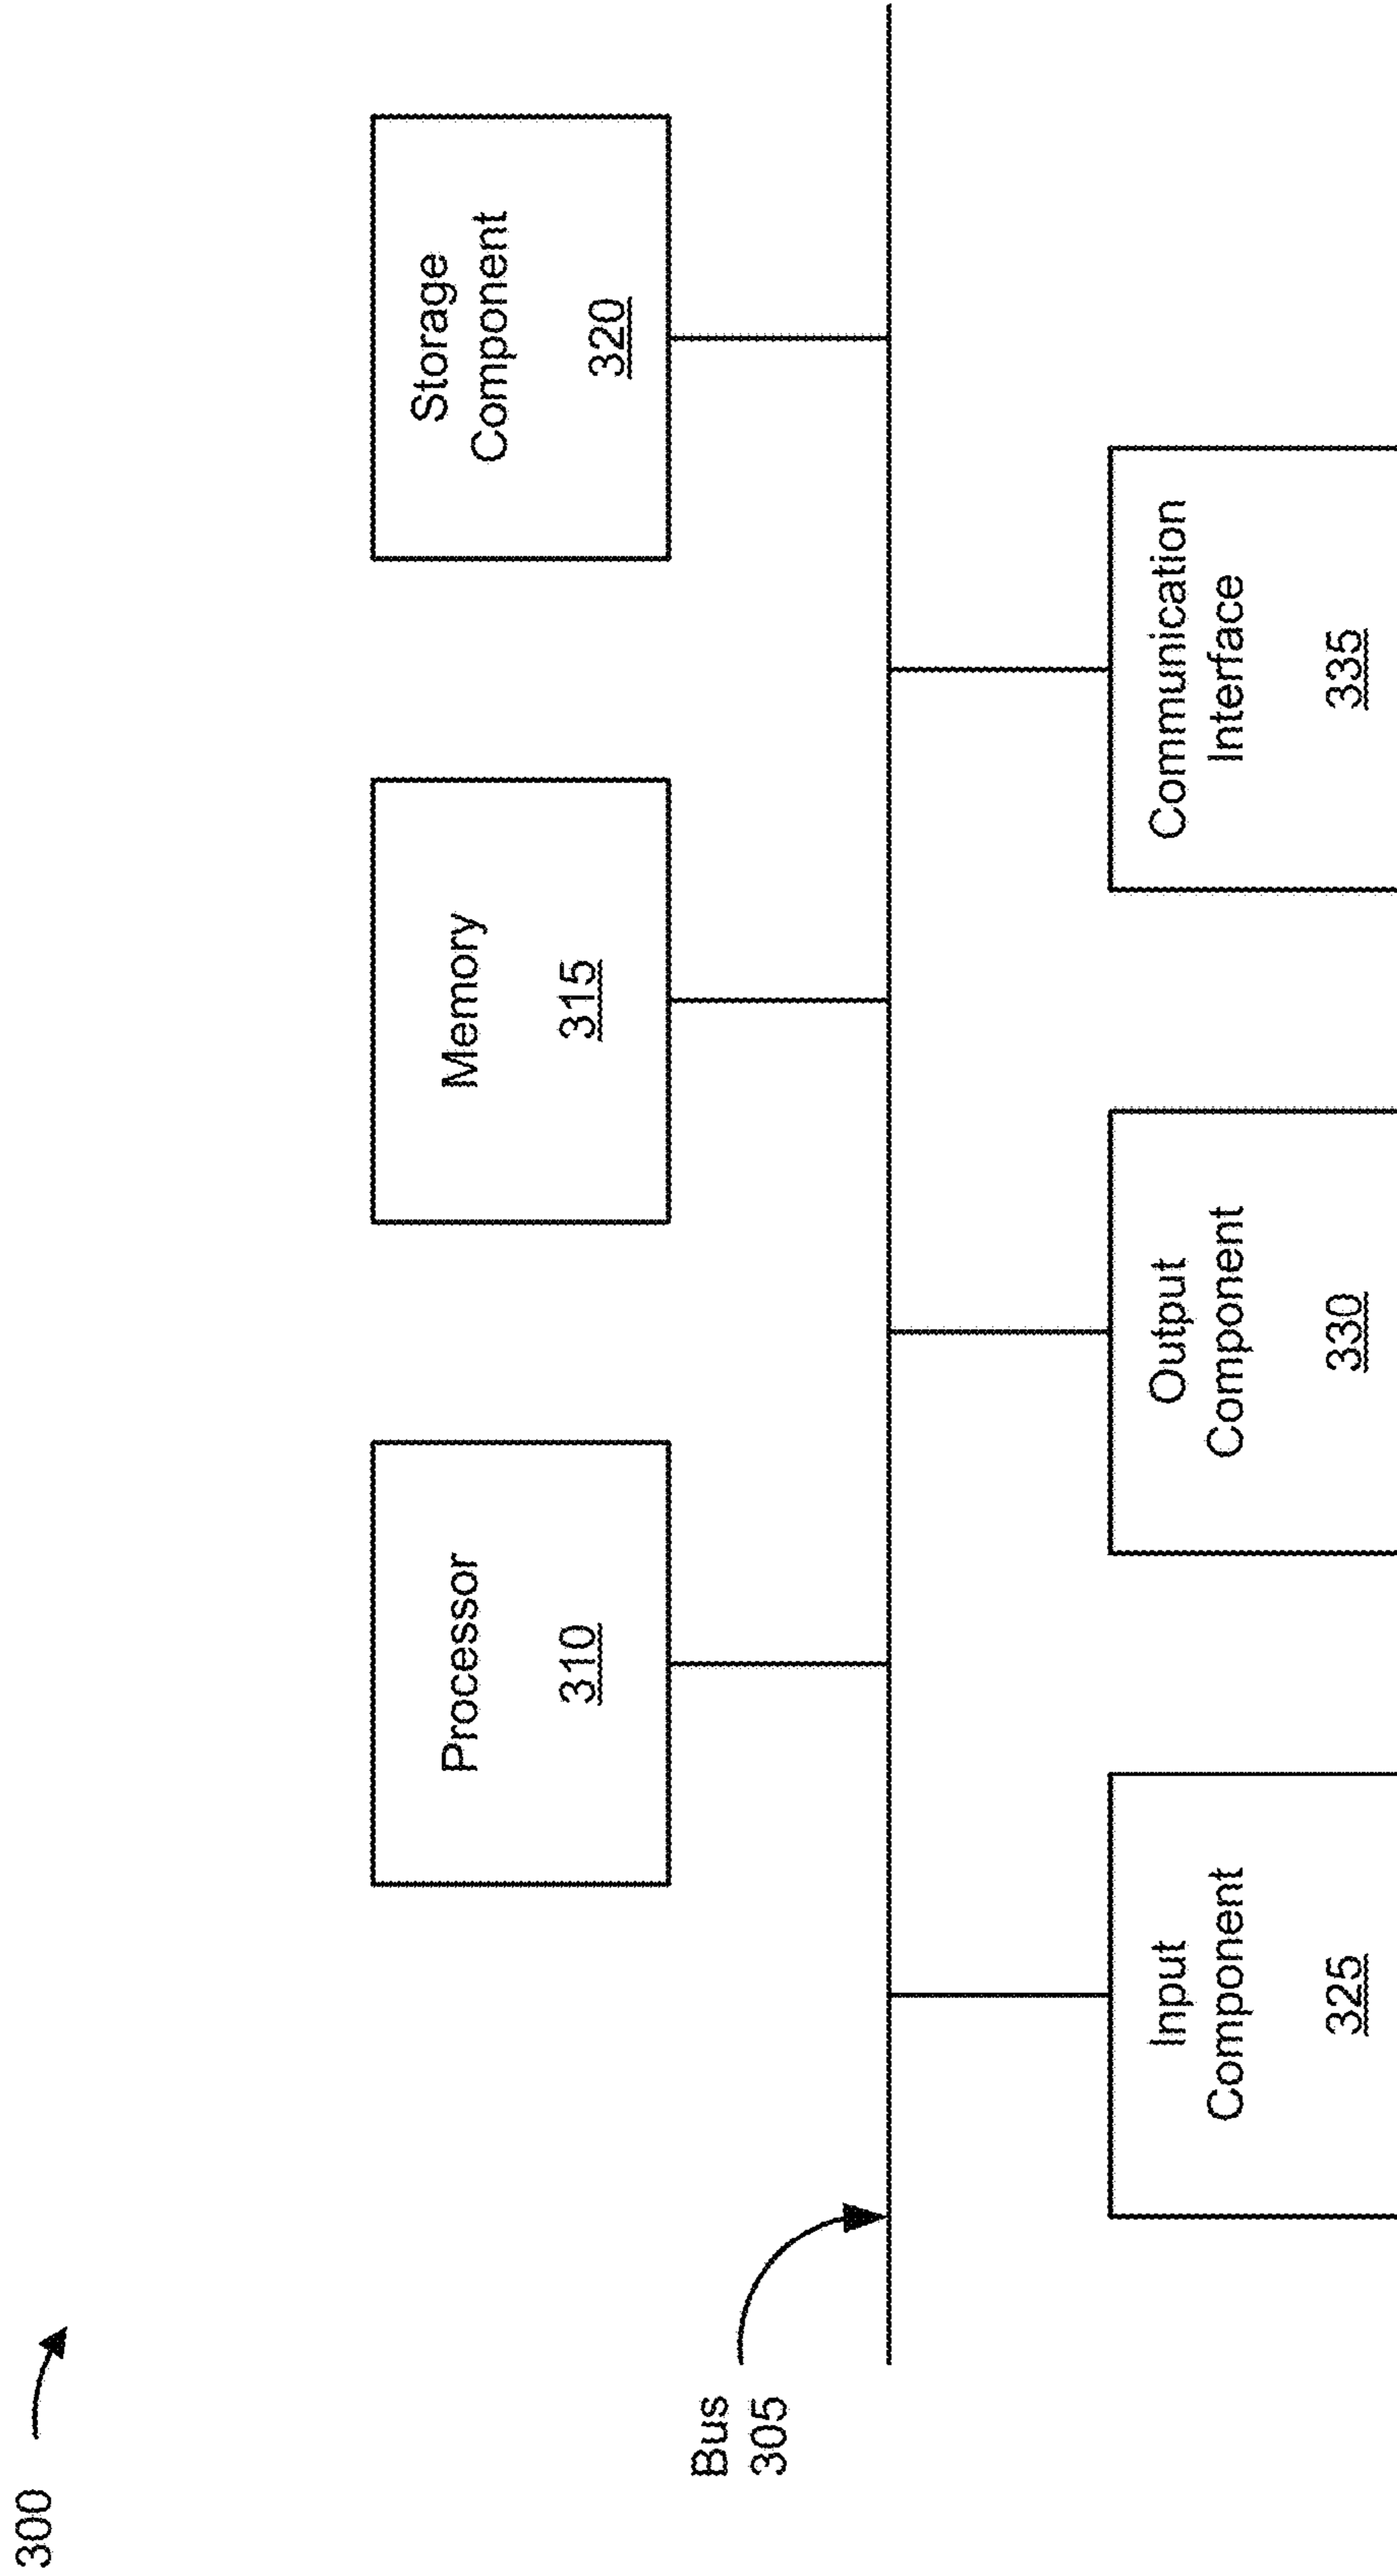 300
Processor
310
Memory
315
Storage
Component
320
Bus
305
Input
Component
325
Output
Component
330
Communication
Interface
335